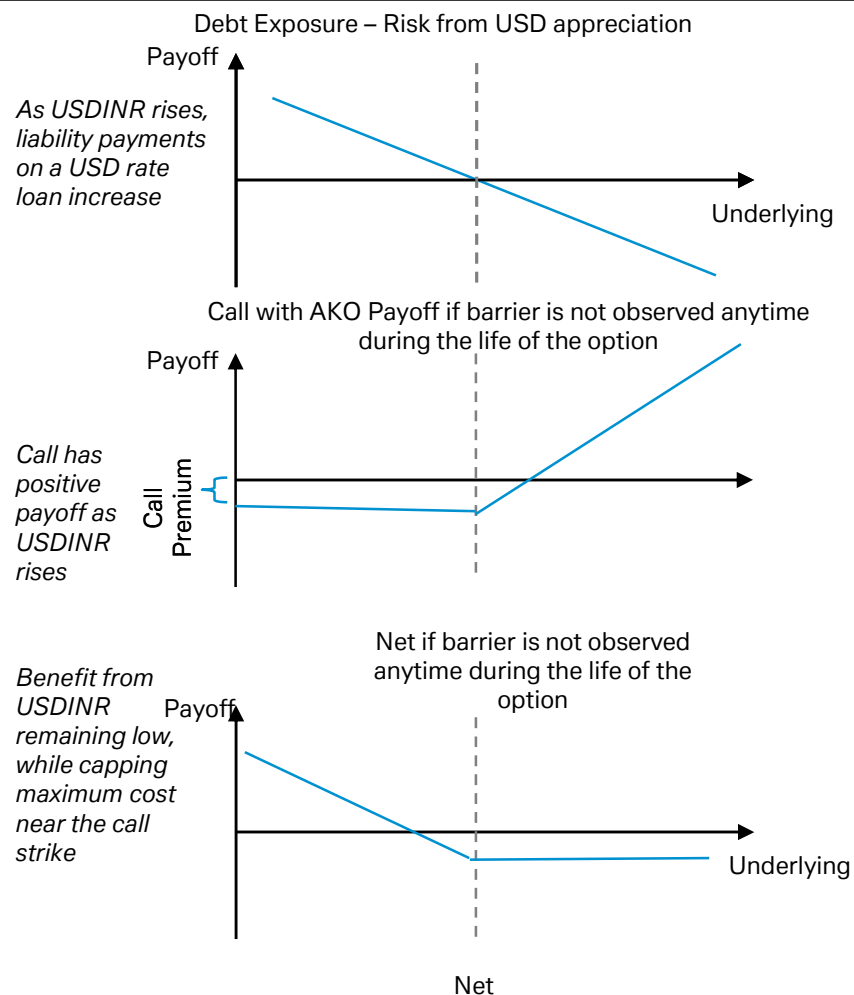 Debt Exposure – Risk from USD appreciation
Payoff
As USDINR rises,
liability payments
on a USD rate
loan increase
Underlying
Call with AKO Payoff if barrier is not observed anytime
during the life of the option
Payoff
Call has
positive
payoff as
USDINR
rises
Call
Premium
Net if barrier is not observed
anytime during the life of the
option
Benefit from
USDINR
remaining low,
while capping
maximum cost
near the call
strike
Payoff
Underlying
Net